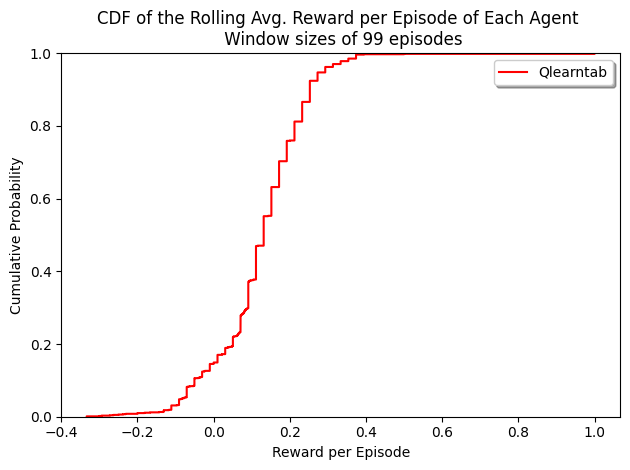 CDF of the Rolling Avg. Reward per Episode of Each Agent
Window sizes of 99 episodes
1.0
0.8
0.6
0.4
0.2
0.0
Cumulative Probability
Qlearntab
−0.4
−0.2
0.0
0.2
0.4
0.6
0.8
1.0
Reward per Episode